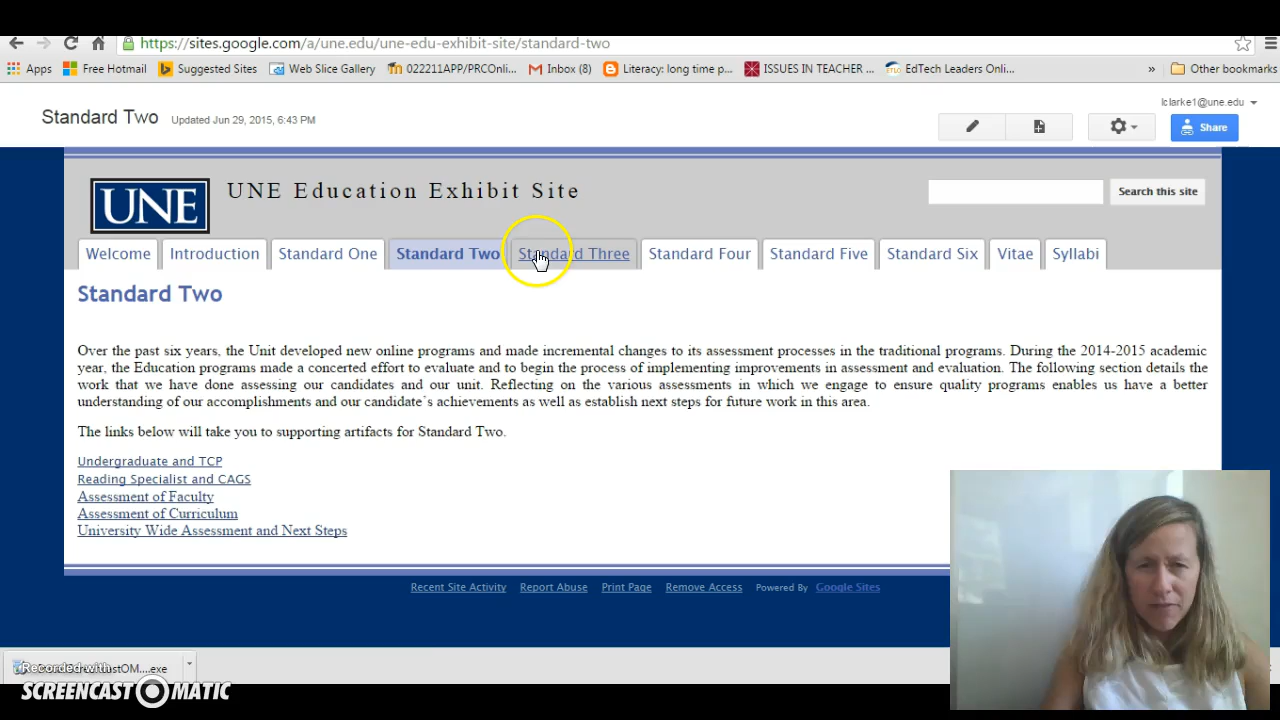 https://sites.google.com/a/une.edu/une-edu-exhibit-site/standard-two
Apps Free Hotmail Suggested Sites Web Slice Gallery 022211APP/PRCOnli... Inbox (8) Literacy: long time p... ISSUES IN TEACHER ... EdTech Leaders Onli... » Other bookmarks
lclarke1@une.edu
Standard Two Updated Jun 29, 2015, 6:43 PM
Share
UNE
UNE Education Exhibit Site
Search this site
Welcome Introduction Standard One Standard Two Standard Three Standard Four Standard Five Standard Six Vitae Syllabi
Standard Two
Over the past six years, the Unit developed new online programs and made incremental changes to its assessment processes in the traditional programs. During the 2014-2015 academic
year, the Education programs made a concerted effort to evaluate and to begin the process of implementing improvements in assessment and evaluation. The following section details the
work that we have done assessing our candidates and our unit. Reflecting on the various assessments in which we engage to ensure quality programs enables us have a better
understanding of our accomplishments and our candidate´s achievements as well as establish next steps for future work in this area.
The links below will take you to supporting artifacts for Standard Two.
Undergraduate and TCP
Reading Specialist and CAGS
Assessment of Faculty
Assessment of Curriculum
University Wide Assessment and Next Steps
Recent Site Activity Report Abuse Print Page Remove Access Powered By Google Sites
Recorded with
SCREENCAST-O-MATIC